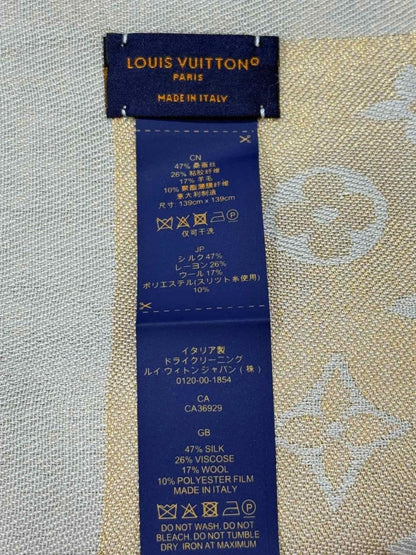 LOUIS VUITTON®
PARIS
MADE IN ITALY
CN
47% 桑蚕丝
26% 粘胶纤维
17% 羊毛
10% 聚酯薄膜纤维
意大利制造
尺寸: 139cm x 139cm
仅可干洗
JP
シルク 47%
レーヨン 26%
ウール 17%
ポリエステル(スリット糸使用)
10%
イタリア製
ドライクリーニング
ルイ ヴィトンジャパン (株)
0120-00-1854
CA
CA36929
GB
47% SILK
26% VISCOSE
17% WOOL
10% POLYESTER FILM
MADE IN ITALY
DO NOT WASH. DO NOT
BLEACH. DO NOT TUMBLE
DRY. IRON AT MAXIMUM